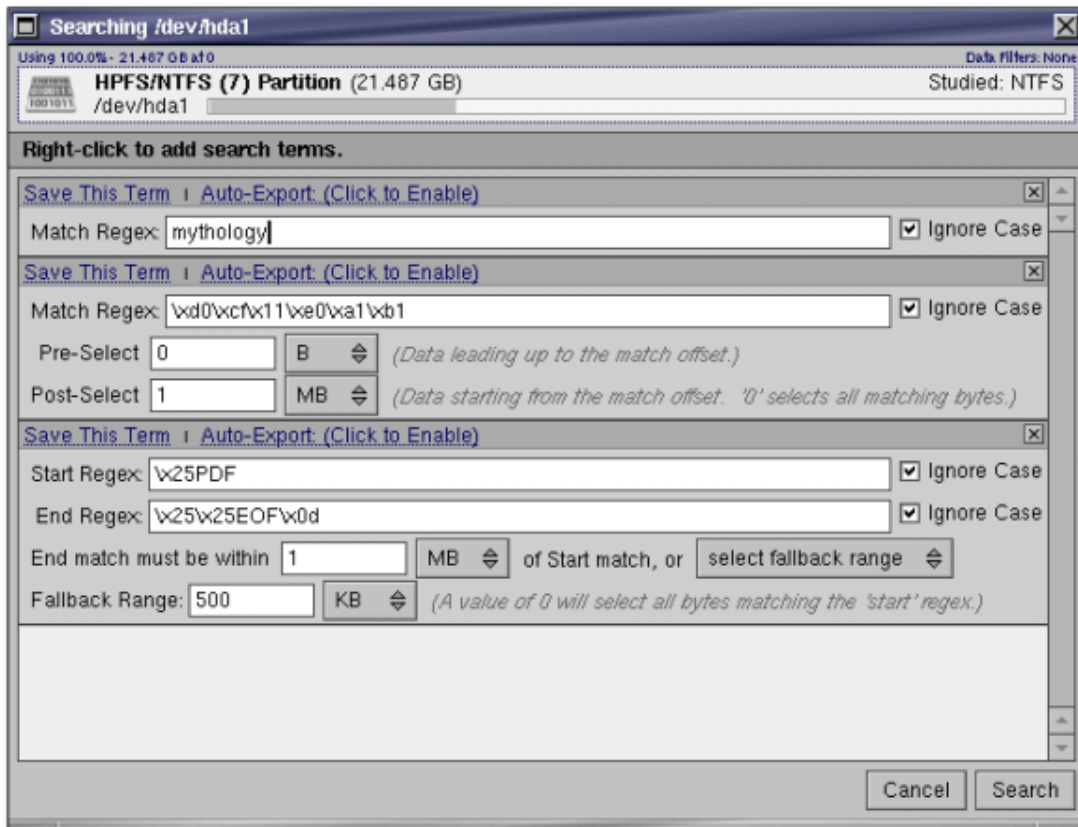 Searching /dev/hda1
Using 100.0% - 21.487 GB at 0 Data Filters: None
HPFS/NTFS (7) Partition (21.487 GB) Studied: NTFS
/dev/hda1
Right-click to add search terms.
Save This Term | Auto-Export: (Click to Enable)
Match Regex: mythology Ignore Case
Save This Term | Auto-Export: (Click to Enable)
Match Regex: \xd0\xcf\x11\xe0\xa1\xb1 Ignore Case
Pre-Select 0 B (Data leading up to the match offset.)
Post-Select 1 MB (Data starting from the match offset. '0' selects all matching bytes.)
Save This Term | Auto-Export: (Click to Enable)
Start Regex: \x25PDF Ignore Case
End Regex: \x25\x25EOF\x0d Ignore Case
End match must be within 1 MB of Start match, or select fallback range
Fallback Range: 500 KB (A value of 0 will select all bytes matching the 'start' regex.)
Cancel Search